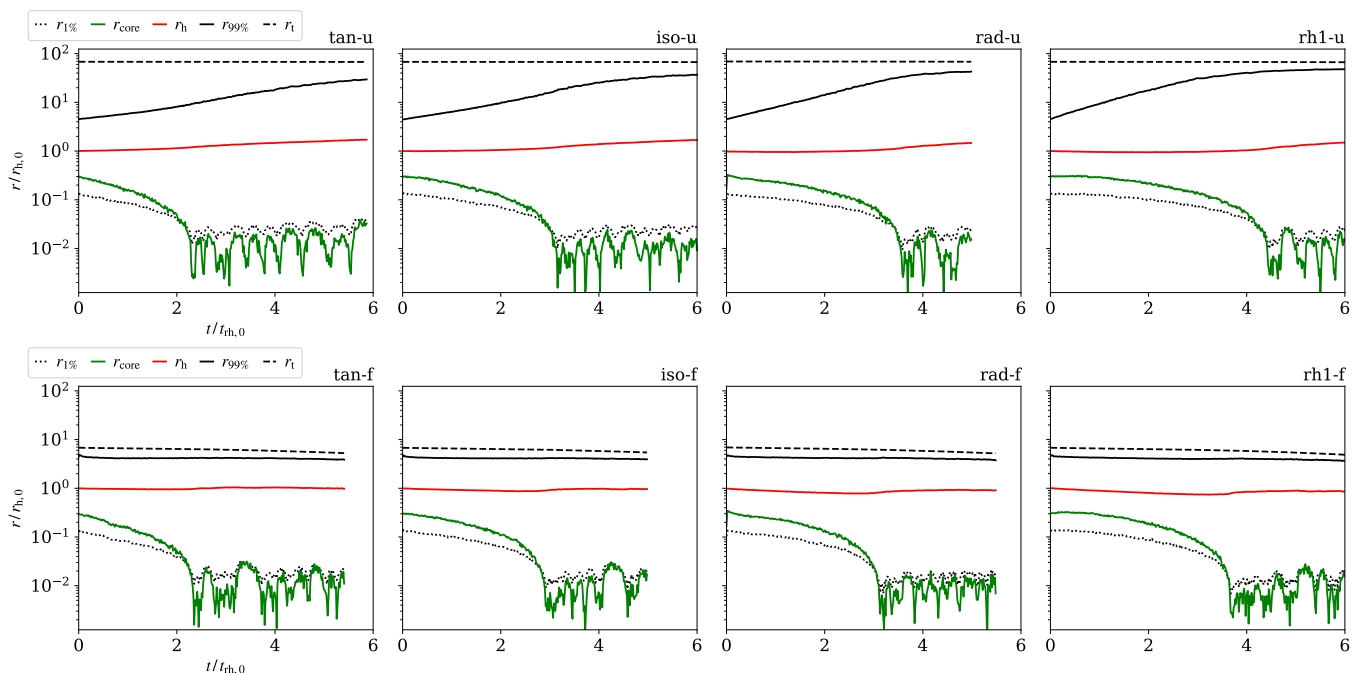 r1% rcore rh r99% rt
tan-u iso-u rad-u rh1-u
10^2
10^1
10^0
10^-1
10^-2
r/rh,0
0 2 4 6 0 2 4 6 0 2 4 6 0 2 4 6
t/trh,0
r1% rcore rh r99% rt
tan-f iso-f rad-f rh1-f
10^2
10^1
10^0
10^-1
10^-2
r/rh,0
0 2 4 6 0 2 4 6 0 2 4 6 0 2 4 6
t/trh,0